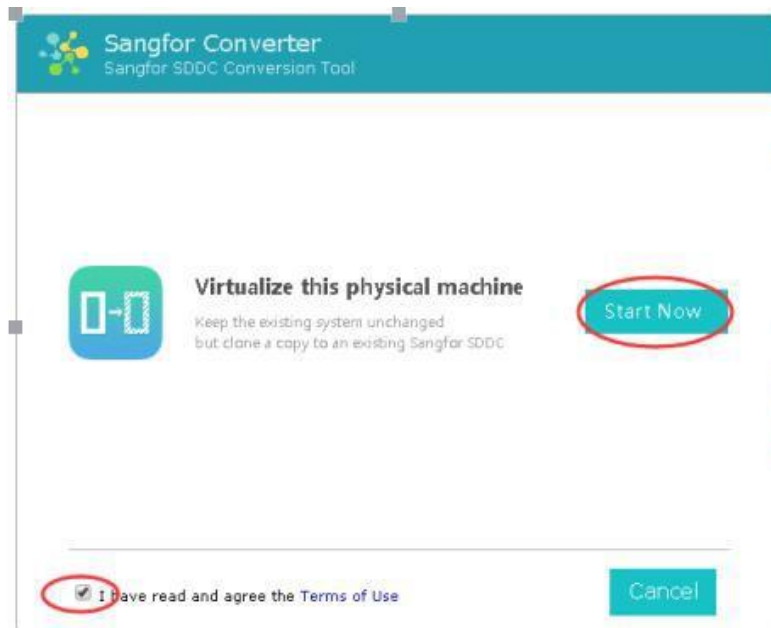 Sangfor Converter
Sangfor SDDC Conversion Tool
Virtualize this physical machine
Keep the existing system unchanged
but clone a copy to an existing Sangfor SDDC
Start Now
I have read and agree the Terms of Use
Cancel